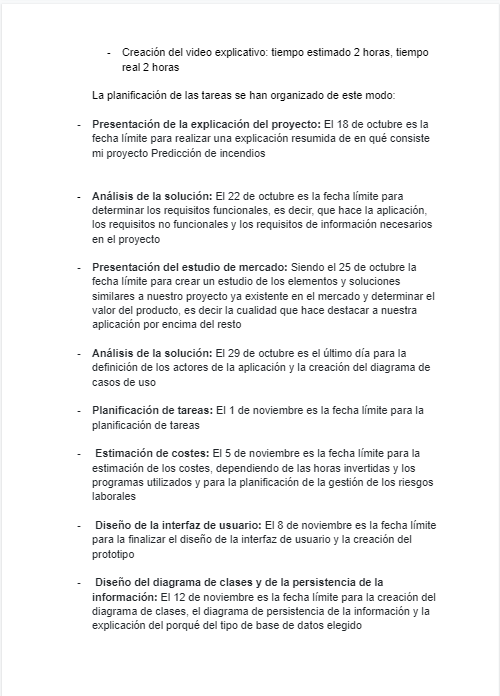 - Creación del video explicativo: tiempo estimado 2 horas, tiempo
real 2 horas
La planificación de las tareas se han organizado de este modo:
- Presentación de la explicación del proyecto: El 18 de octubre es la
fecha límite para realizar una explicación resumida de en qué consiste
mi proyecto Predicción de incendios
- Análisis de la solución: El 22 de octubre es la fecha límite para
determinar los requisitos funcionales, es decir, que hace la aplicación,
los requisitos no funcionales y los requisitos de información necesarios
en el proyecto
- Presentación del estudio de mercado: Siendo el 25 de octubre la
fecha límite para crear un estudio de los elementos y soluciones
similares a nuestro proyecto ya existente en el mercado y determinar el
valor del producto, es decir la cualidad que hace destacar a nuestra
aplicación por encima del resto
- Análisis de la solución: El 29 de octubre es el último día para la
definición de los actores de la aplicación y la creación del diagrama de
casos de uso
- Planificación de tareas: El 1 de noviembre es la fecha límite para la
planificación de tareas
- Estimación de costes: El 5 de noviembre es la fecha límite para la
estimación de los costes, dependiendo de las horas invertidas y los
programas utilizados y para la planificación de la gestión de los riesgos
laborales
- Diseño de la interfaz de usuario: El 8 de noviembre es la fecha límite
para la finalizar el diseño de la interfaz de usuario y la creación del
prototipo
- Diseño del diagrama de clases y de la persistencia de la
información: El 12 de noviembre es la fecha límite para la creación del
diagrama de clases, el diagrama de persistencia de la información y la
explicación del porqué del tipo de base de datos elegido